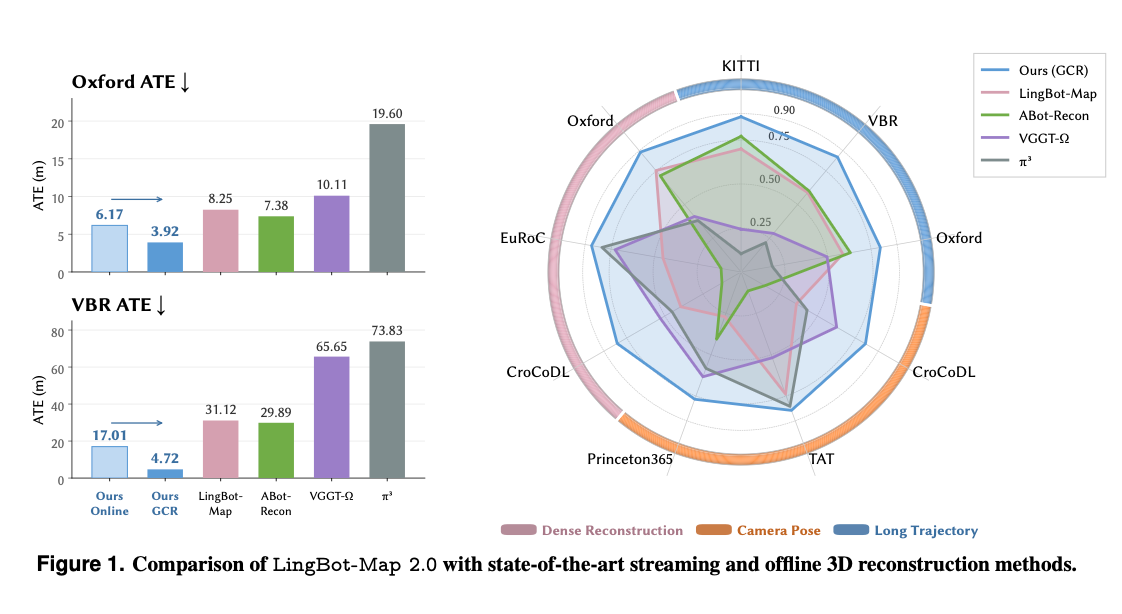 Oxford ATE ↓
ATE (m)
20
15
10
5
0
6.17
3.92
8.25
7.38
10.11
19.60
VBR ATE ↓
ATE (m)
80
60
40
20
0
17.01
4.72
31.12
29.89
65.65
73.83
Ours Online
Ours GCR
LingBot-Map
ABot-Recon
VGGT-Ω
π³
KITTI
VBR
Oxford
CroCoDL
TAT
Princeton365
CroCoDL
EuRoC
Oxford
0.90
0.75
0.50
0.25
Ours (GCR)
LingBot-Map
ABot-Recon
VGGT-Ω
π³
Dense Reconstruction
Camera Pose
Long Trajectory
Figure 1. Comparison of LingBot-Map 2.0 with state-of-the-art streaming and offline 3D reconstruction methods.